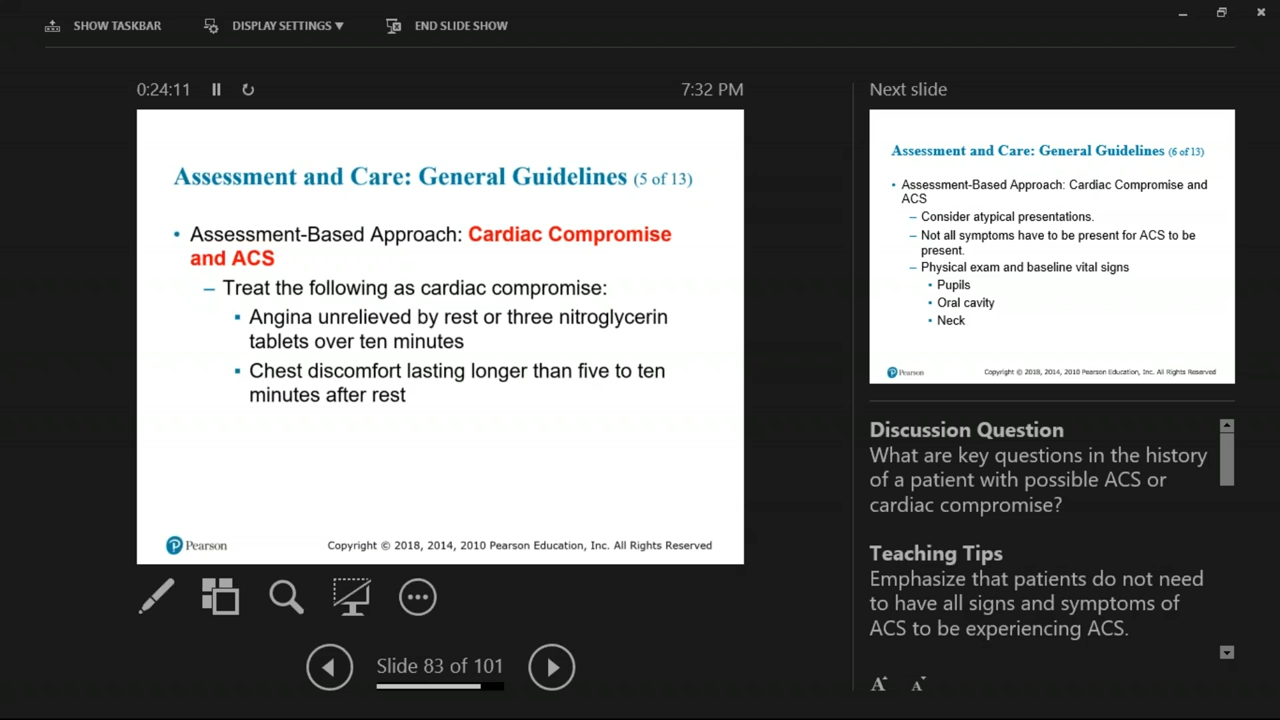 SHOW TASKBAR
DISPLAY SETTINGS ▼
END SLIDE SHOW
0:24:11
7:32 PM
Assessment and Care: General Guidelines (5 of 13)
• Assessment-Based Approach: Cardiac Compromise
and ACS
– Treat the following as cardiac compromise:
▪ Angina unrelieved by rest or three nitroglycerin
tablets over ten minutes
▪ Chest discomfort lasting longer than five to ten
minutes after rest
Pearson
Copyright © 2018, 2014, 2010 Pearson Education, Inc. All Rights Reserved
Slide 83 of 101
Next slide
Assessment and Care: General Guidelines (6 of 13)
• Assessment-Based Approach: Cardiac Compromise and
ACS
– Consider atypical presentations.
– Not all symptoms have to be present for ACS to be
present.
– Physical exam and baseline vital signs
▪ Pupils
▪ Oral cavity
▪ Neck
Pearson
Copyright © 2018, 2014, 2010 Pearson Education, Inc. All Rights Reserved
Discussion Question
What are key questions in the history
of a patient with possible ACS or
cardiac compromise?
Teaching Tips
Emphasize that patients do not need
to have all signs and symptoms of
ACS to be experiencing ACS.
A A